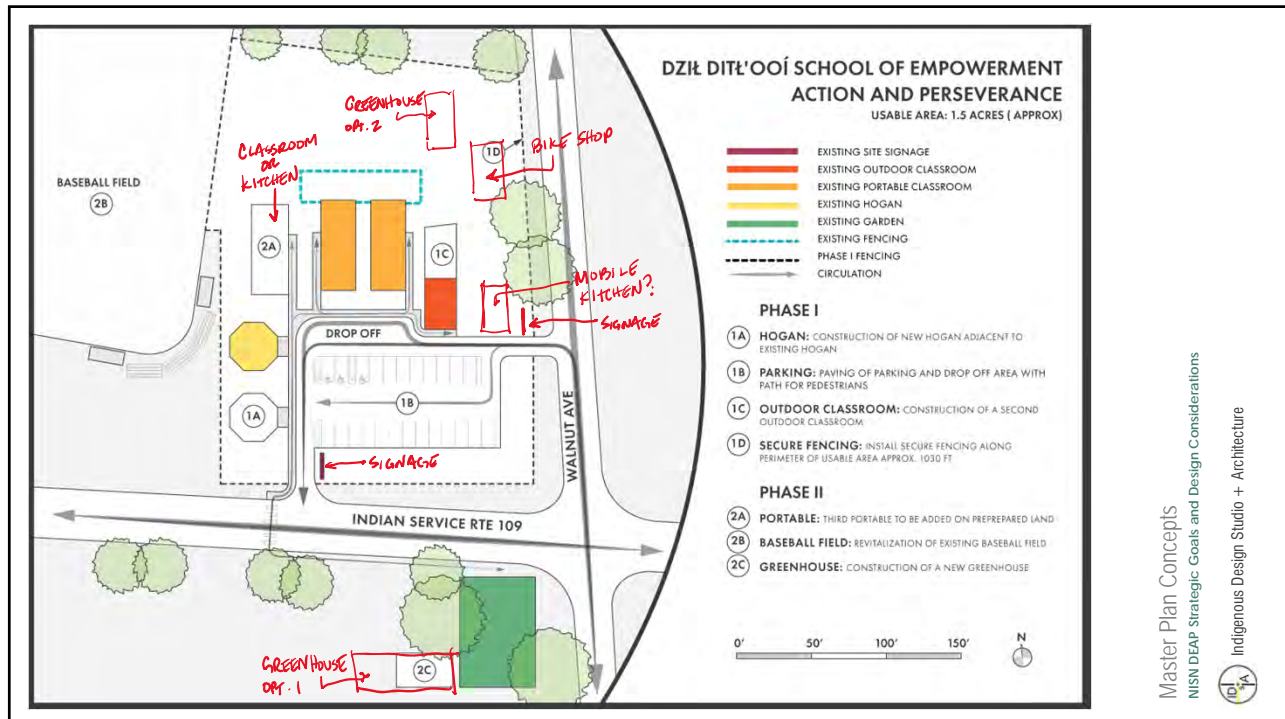 DZIŁ DITŁ'OOÍ SCHOOL OF EMPOWERMENT
ACTION AND PERSEVERANCE
USABLE AREA: 1.5 ACRES ( APPROX)
EXISTING SITE SIGNAGE
EXISTING OUTDOOR CLASSROOM
EXISTING PORTABLE CLASSROOM
EXISTING HOGAN
EXISTING GARDEN
EXISTING FENCING
PHASE I FENCING
CIRCULATION
PHASE I
1A HOGAN: CONSTRUCTION OF NEW HOGAN ADJACENT TO
EXISTING HOGAN
1B PARKING: PAVING OF PARKING AND DROP OFF AREA WITH
PATH FOR PEDESTRIANS
1C OUTDOOR CLASSROOM: CONSTRUCTION OF A SECOND
OUTDOOR CLASSROOM
1D SECURE FENCING: INSTALL SECURE FENCING ALONG
PERIMETER OF USABLE AREA APPROX. 1030 FT
PHASE II
2A PORTABLE: THIRD PORTABLE TO BE ADDED ON PREPREPARED LAND
2B BASEBALL FIELD: REVITALIZATION OF EXISTING BASEBALL FIELD
2C GREENHOUSE: CONSTRUCTION OF A NEW GREENHOUSE
0' 50' 100' 150'
N
GREENHOUSE
OPT. 2
CLASSROOM
OR
KITCHEN
1D
BIKE SHOP
BASEBALL FIELD
2B
2A
1C
MOBILE
KITCHEN?
SIGNAGE
DROP OFF
1B
1A
WALNUT AVE
SIGNAGE
INDIAN SERVICE RTE 109
GREENHOUSE
OPT. 1
2C
Master Plan Concepts
NISN DEAP Strategic Goals and Design Considerations
Indigenous Design Studio + Architecture
ID
S+A